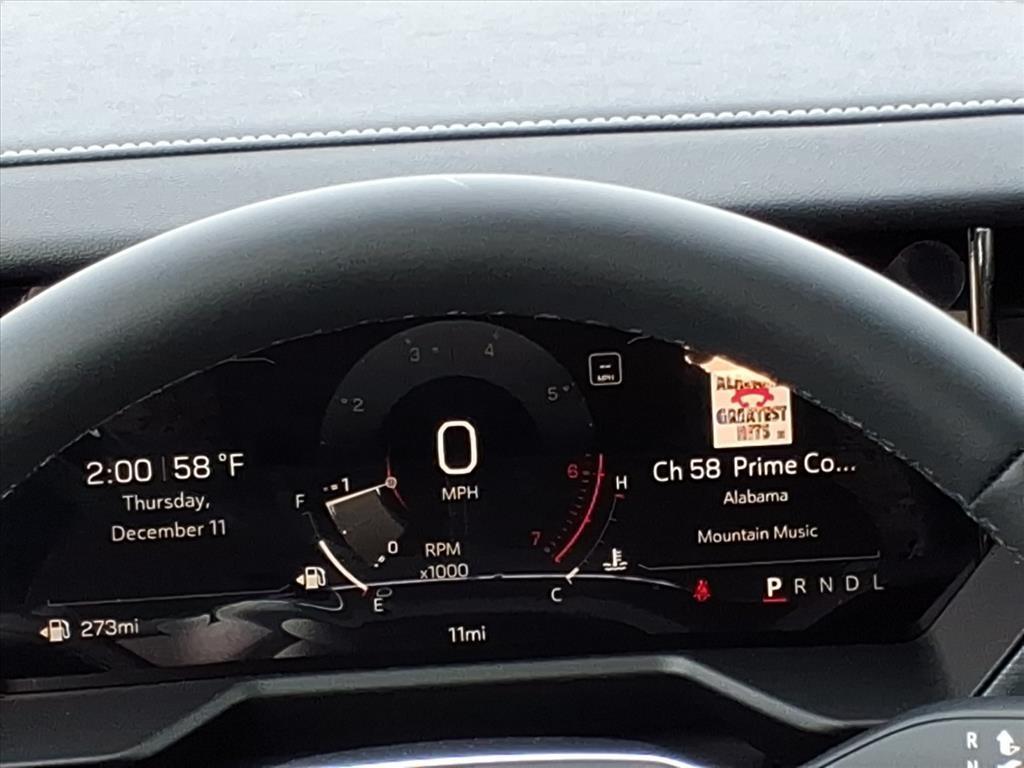 3 4
2 5
MPH
ALABAMA
GREATEST
HITS
0
MPH
2:00 58 °F
Thursday,
December 11
F
1
6
H
Ch 58 Prime Co...
Alabama
Mountain Music
7
0
RPM
x1000
E
C
P R N D L
273mi
11mi
R
N